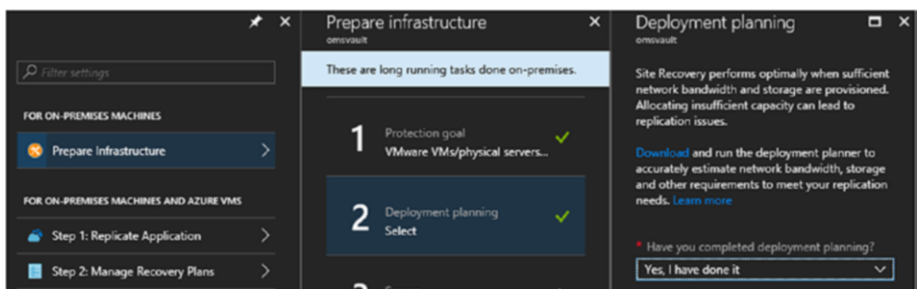 Filter settings
FOR ON-PREMISES MACHINES
Prepare Infrastructure
FOR ON-PREMISES MACHINES AND AZURE VMS
Step 1: Replicate Application
Step 2: Manage Recovery Plans
Prepare infrastructure
omsvault
These are long running tasks done on-premises.
1
Protection goal
VMware VMs/physical servers...
2
Deployment planning
Select
Deployment planning
omsvault
Site Recovery performs optimally when sufficient
network bandwidth and storage are provisioned.
Allocating insufficient capacity can lead to
replication issues.
Download and run the deployment planner to
accurately estimate network bandwidth, storage
and other requirements to meet your replication
needs. Learn more
* Have you completed deployment planning?
Yes, I have done it